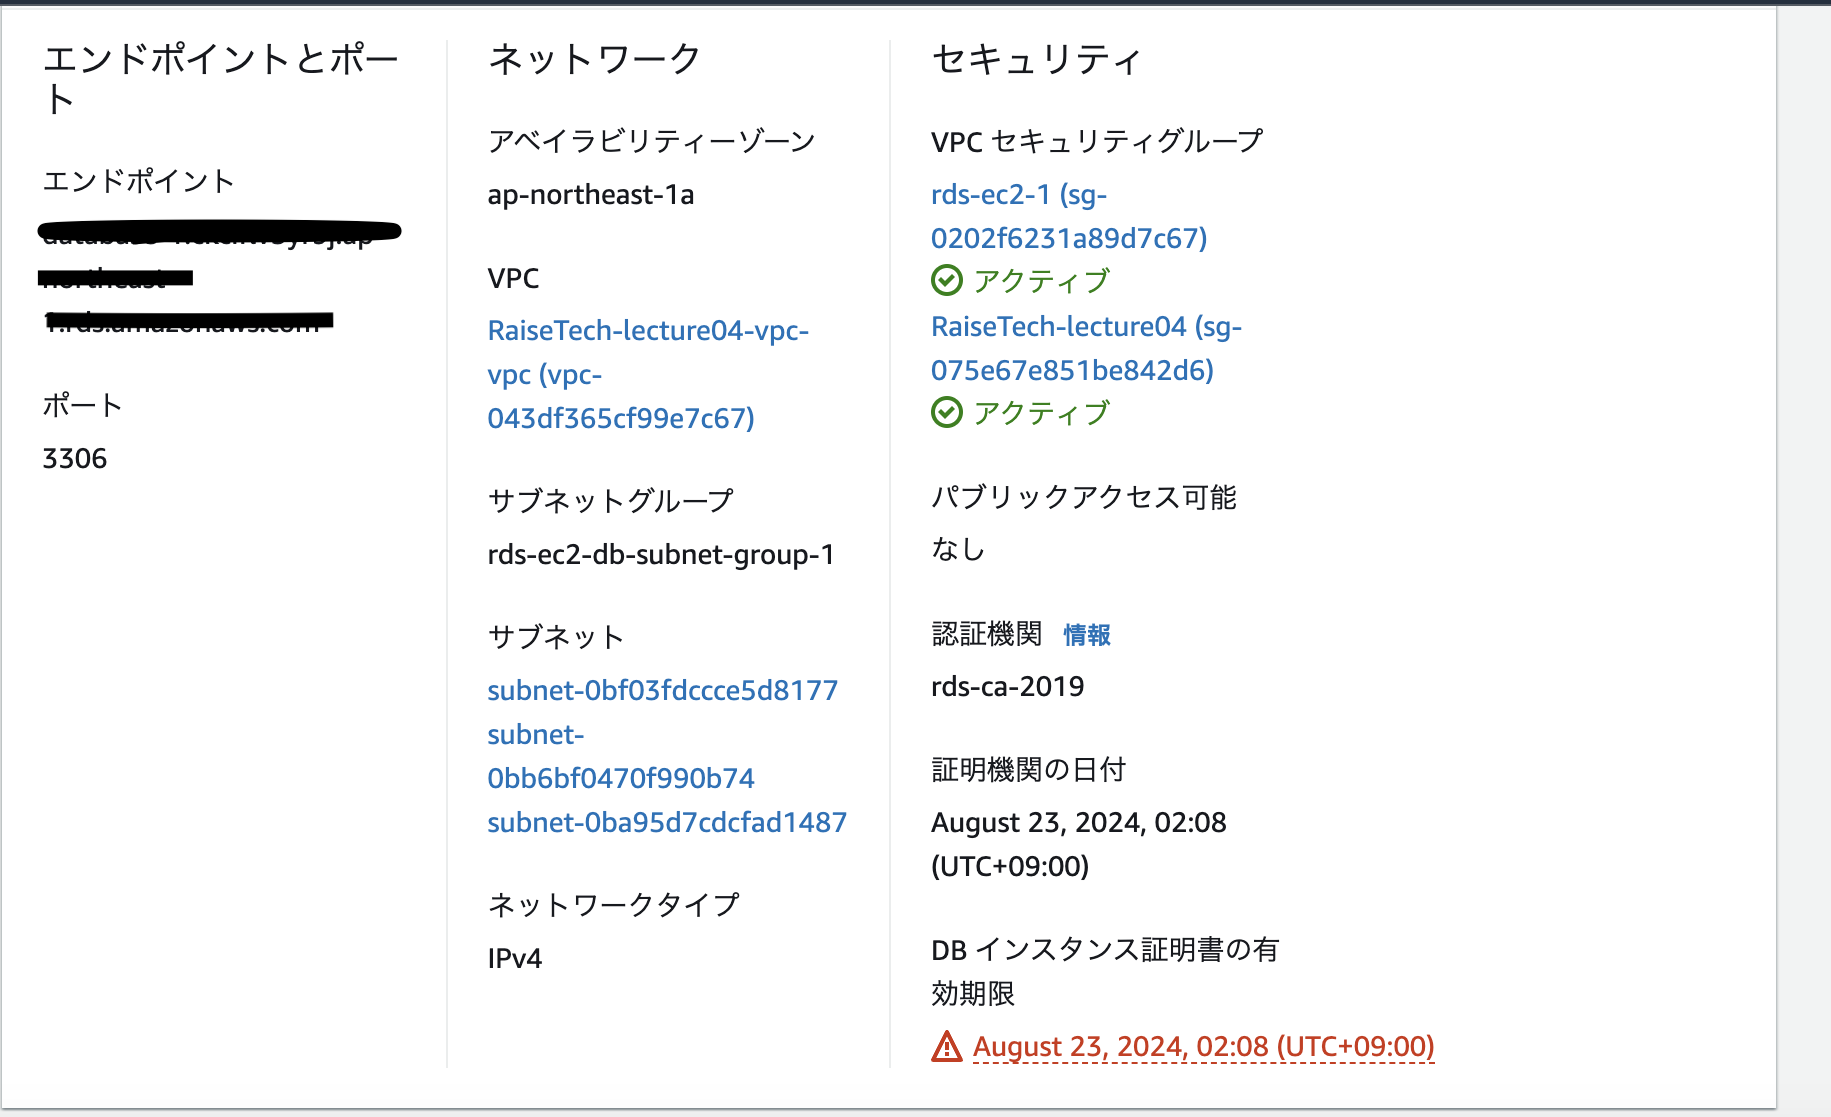 エンドポイントとポー
ト
エンドポイント
ポート
3306
ネットワーク
アベイラビリティーゾーン
ap-northeast-1a
VPC
RaiseTech-lecture04-vpc-
vpc (vpc-
043df365cf99e7c67)
サブネットグループ
rds-ec2-db-subnet-group-1
サブネット
subnet-0bf03fdccce5d8177
subnet-
0bb6bf0470f990b74
subnet-0ba95d7cdcfad1487
ネットワークタイプ
IPv4
セキュリティ
VPC セキュリティグループ
rds-ec2-1 (sg-
0202f6231a89d7c67)
アクティブ
RaiseTech-lecture04 (sg-
075e67e851be842d6)
アクティブ
パブリックアクセス可能
なし
認証機関 情報
rds-ca-2019
証明機関の日付
August 23, 2024, 02:08
(UTC+09:00)
DB インスタンス証明書の有
効期限
August 23, 2024, 02:08 (UTC+09:00)